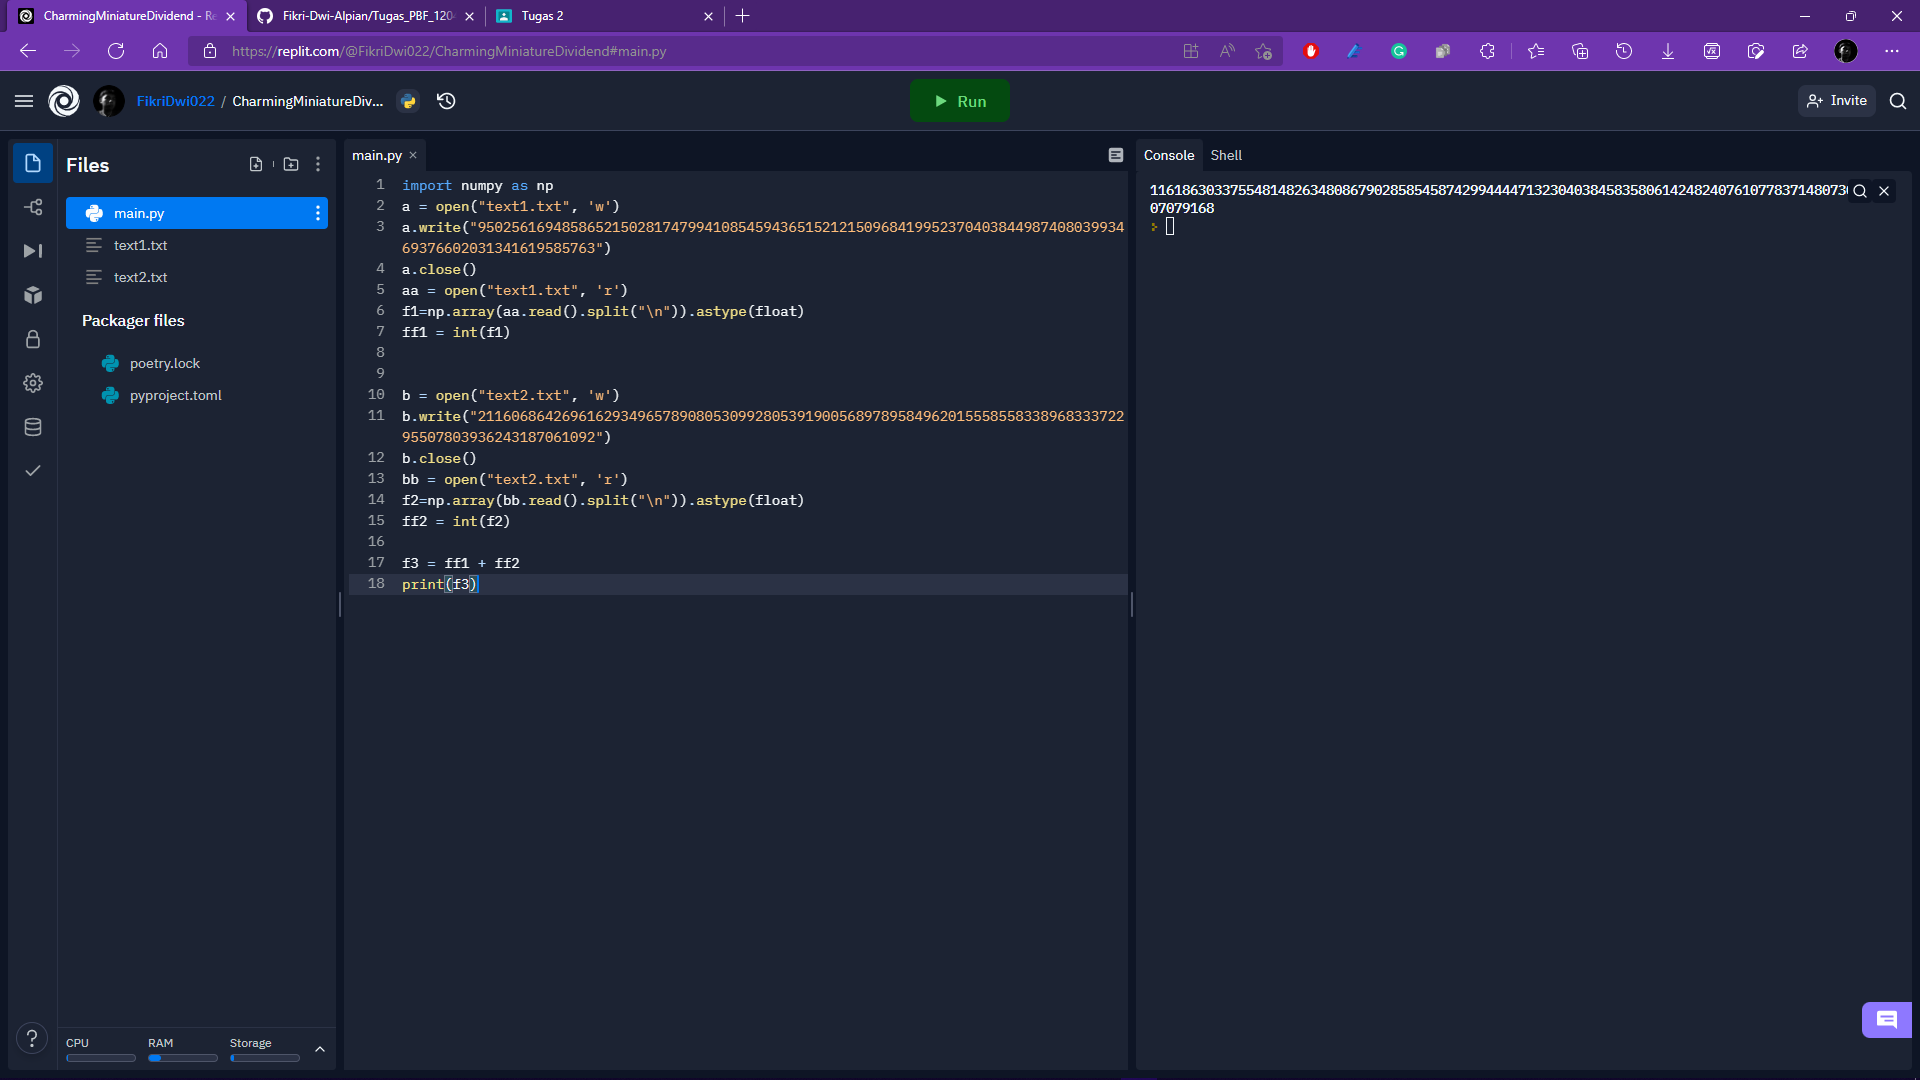 CharmingMiniatureDividend - Re
Fikri-Dwi-Alpian/Tugas_PBF_120
Tugas 2
https://replit.com/@FikriDwi022/CharmingMiniatureDividend#main.py
FikriDwi022 / CharmingMiniatureDiv...
Run
Invite
Files
main.py
text1.txt
text2.txt
Packager files
poetry.lock
pyproject.toml
CPU
RAM
Storage
main.py
1 import numpy as np
2 a = open("text1.txt", 'w')
3 a.write("95025616948586521502817479941085459436515212150968419952370403844987408039934
693766020313416195857​63")
4 a.close()
5 aa = open("text1.txt", 'r')
6 f1=np.array(aa.read().split("\n")).astype(float)
7 ff1 = int(f1)
8
9
10 b = open("text2.txt", 'w')
11 b.write("21160686426961629349657890805309928053919005689789584962015558558338968333722
95507803936243187061092")
12 b.close()
13 bb = open("text2.txt", 'r')
14 f2=np.array(bb.read().split("\n")).astype(float)
15 ff2 = int(f2)
16
17 f3 = ff1 + ff2
18 print(f3)
Console
Shell
07079168